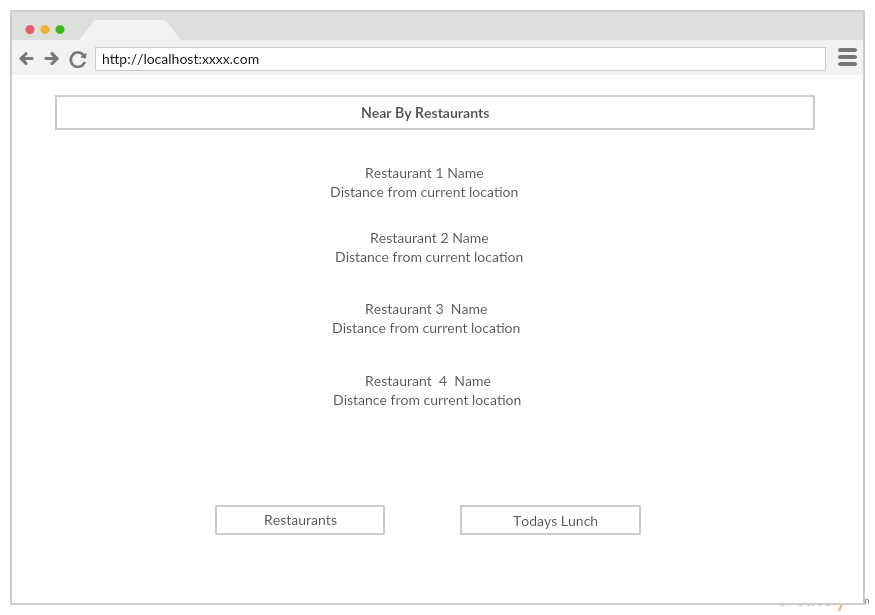 http://localhost:xxxx.com
Near By Restaurants
Restaurant 1 Name
Distance from current location
Restaurant 2 Name
Distance from current location
Restaurant 3  Name
Distance from current location
Restaurant  4  Name
Distance from current location
Restaurants
Todays Lunch